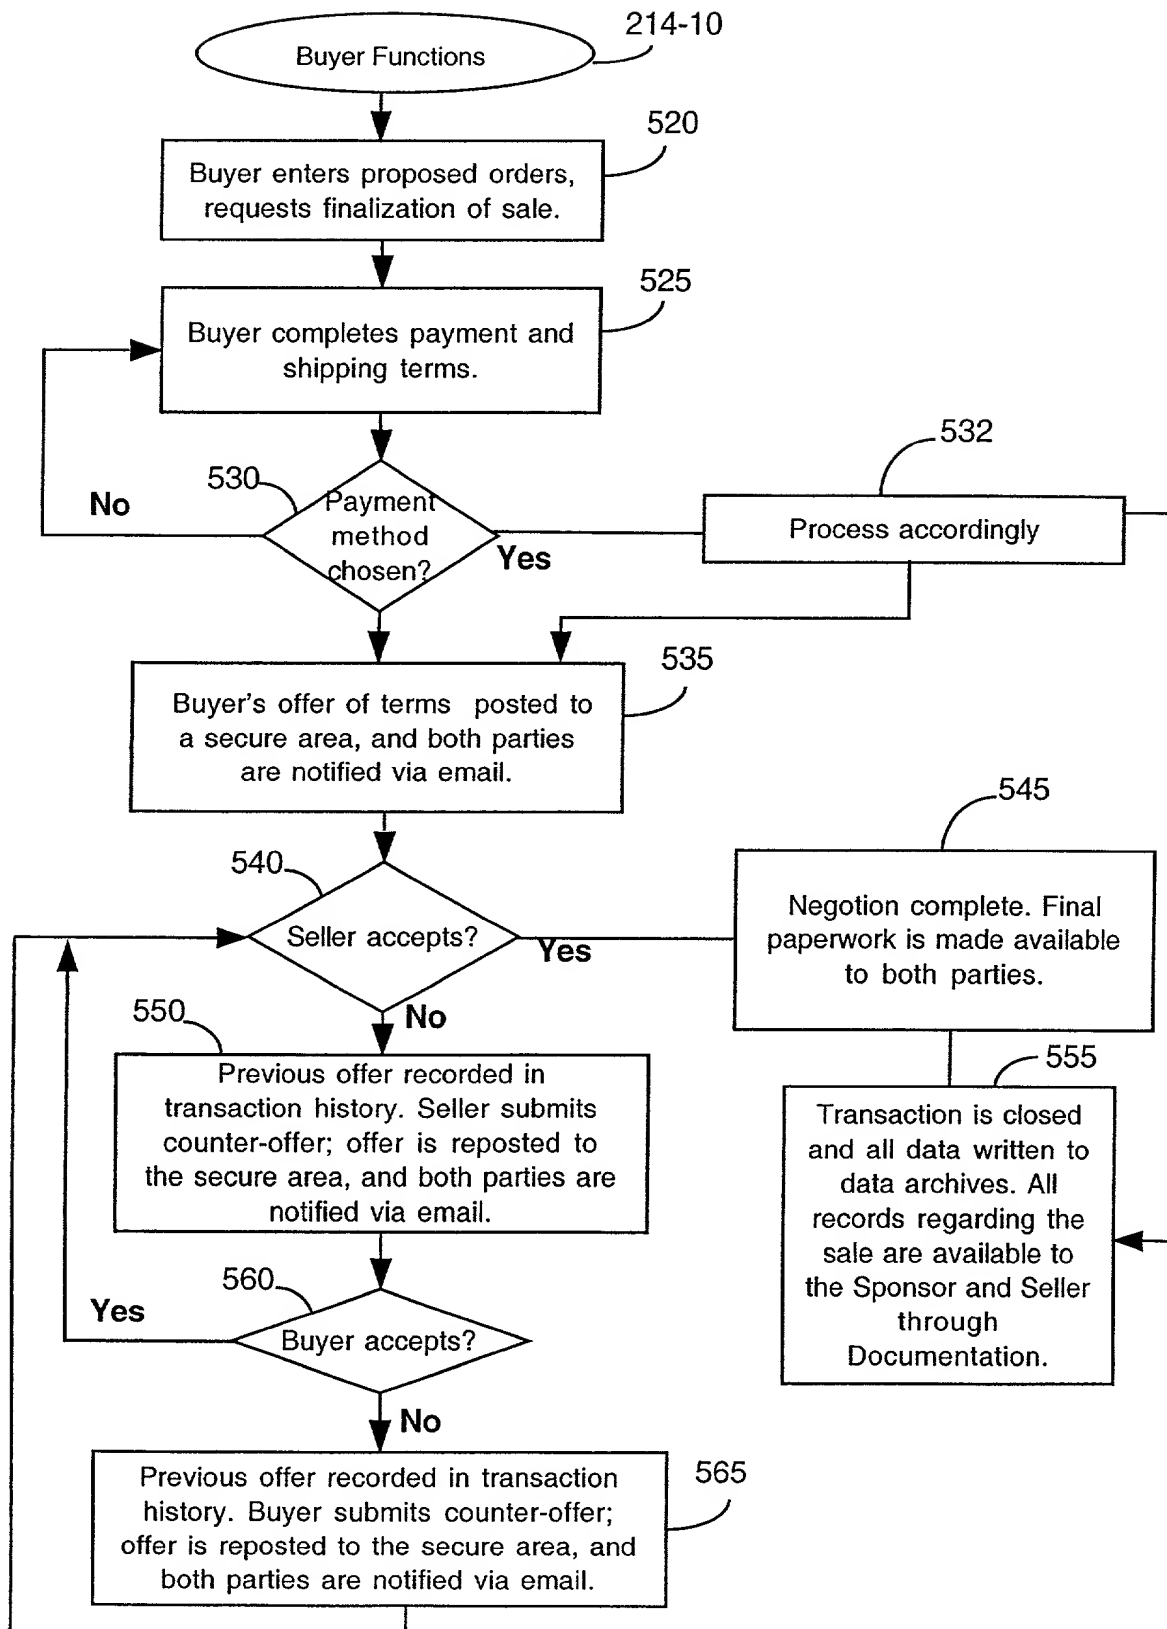 214-10
Buyer Functions
520
Buyer enters proposed orders,
requests finalization of sale.
525
Buyer completes payment and
shipping terms.
532
530
No
Payment
method
chosen?
Yes
Process accordingly
535
Buyer's offer of terms posted to
a secure area, and both parties
are notified via email.
545
540
Seller accepts?
Yes
Negotion complete. Final
paperwork is made available
to both parties.
No
550
Previous offer recorded in
transaction history. Seller submits
counter-offer; offer is reposted to
the secure area, and both parties are
notified via email.
555
Transaction is closed
and all data written to
data archives. All
records regarding the
sale are available to
the Sponsor and Seller
through
Documentation.
560
Yes
Buyer accepts?
No
565
Previous offer recorded in transaction
history. Buyer submits counter-offer;
offer is reposted to the secure area, and
both parties are notified via email.